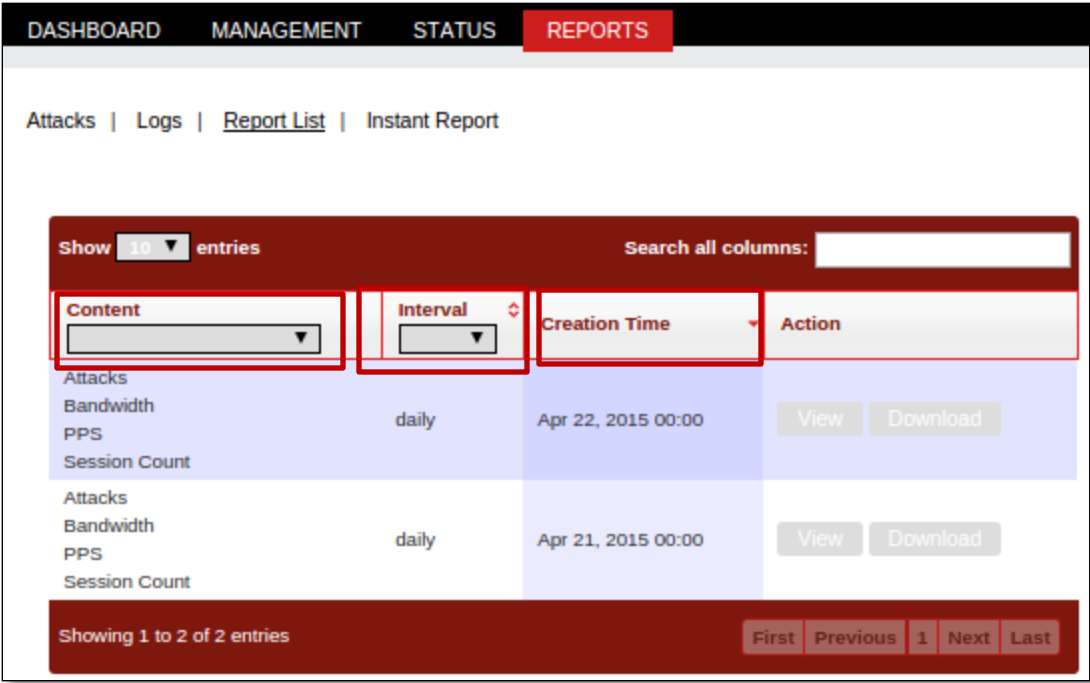 DASHBOARD MANAGEMENT STATUS REPORTS
Attacks | Logs | Report List | Instant Report
Show 10 entries Search all columns:
Content Interval Creation Time Action
Attacks
Bandwidth
PPS
Session Count
daily Apr 22, 2015 00:00 View Download
Attacks
Bandwidth
PPS
Session Count
daily Apr 21, 2015 00:00 View Download
Showing 1 to 2 of 2 entries First Previous 1 Next Last